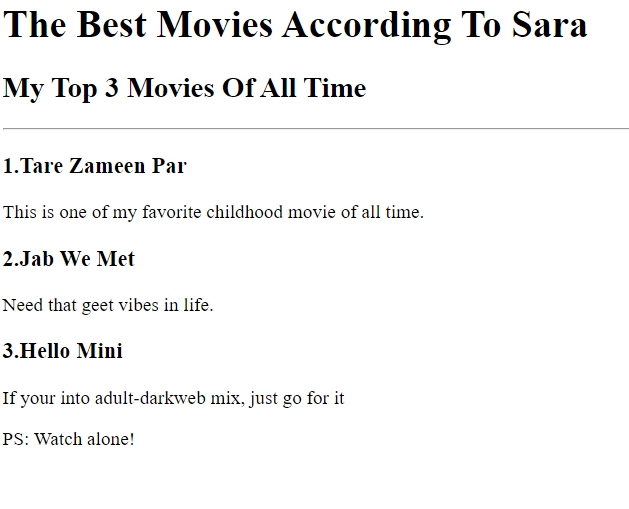 The Best Movies According To Sara
My Top 3 Movies Of All Time
1.Tare Zameen Par
This is one of my favorite childhood movie of all time.
2.Jab We Met
Need that geet vibes in life.
3.Hello Mini
If your into adult-darkweb mix, just go for it
PS: Watch alone!